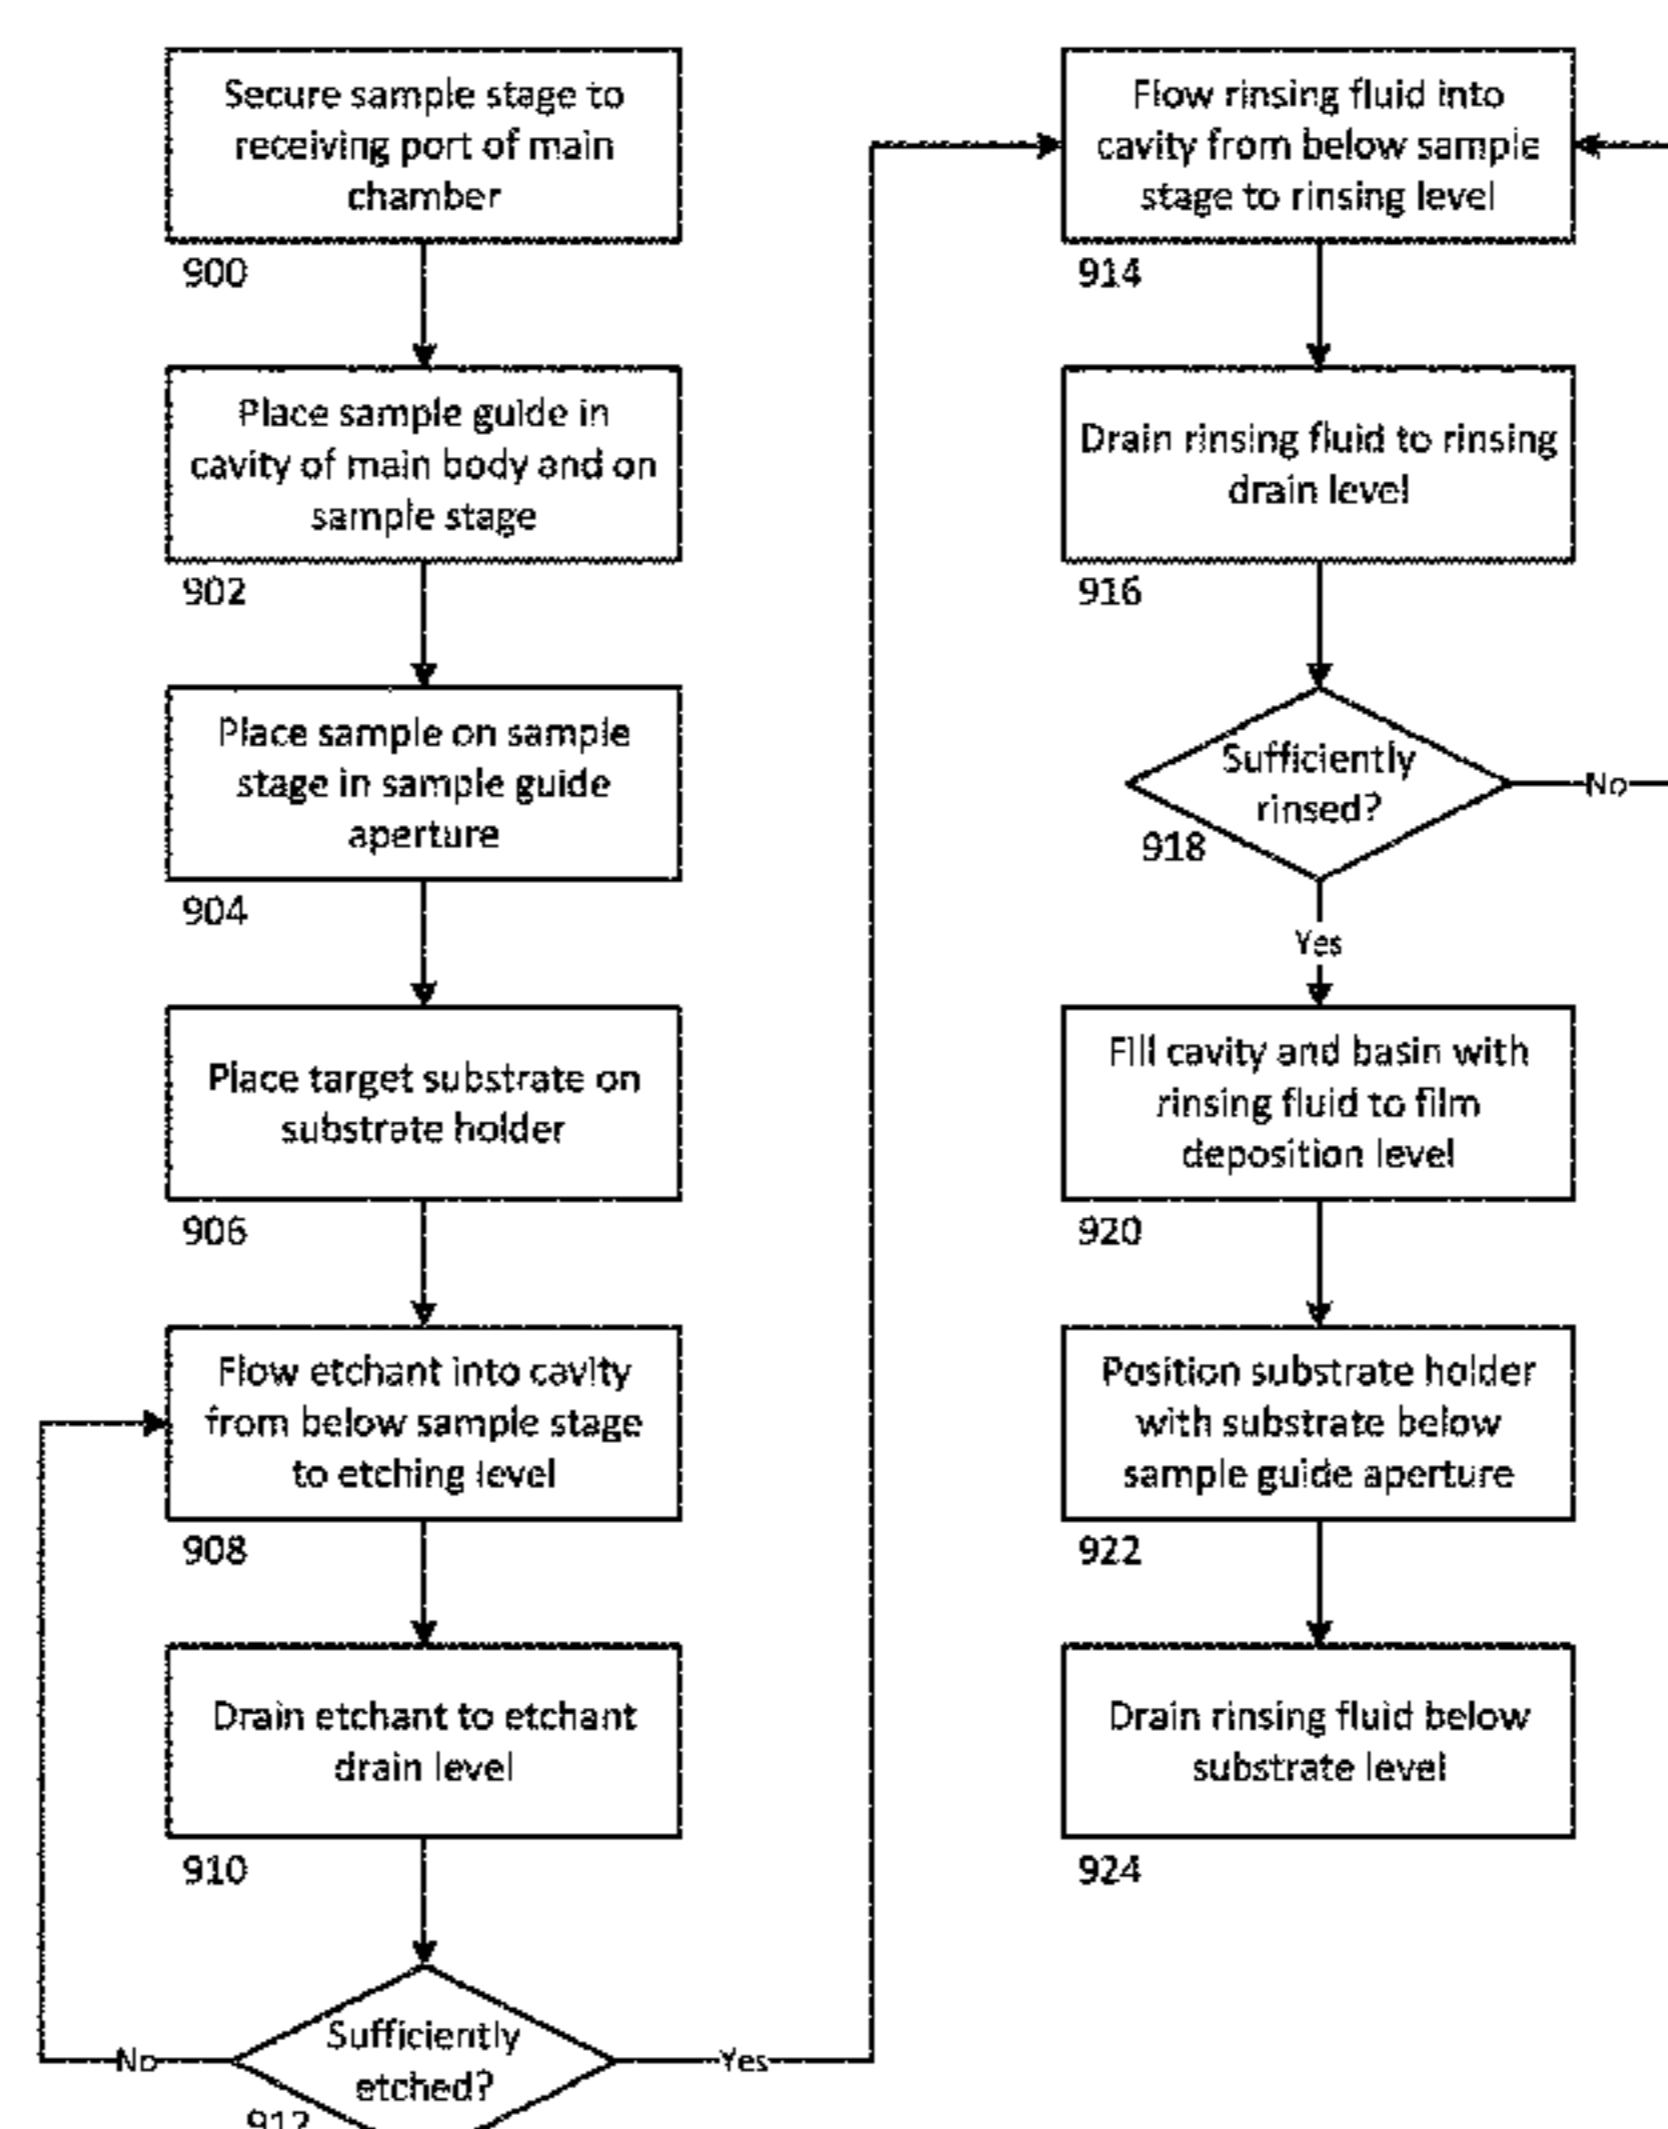 Secure sample stage to
receiving port of main
chamber
900
Place sample guide in
cavity of main body and on
sample stage
902
Place sample on sample
stage in sample guide
aperture
904
Place target substrate on
substrate holder
906
Flow etchant into cavity
from below sample stage
to etching level
908
Drain etchant to etchant
drain level
910
Sufficiently
etched?
912
No
Yes
Flow rinsing fluid into
cavity from below sample
stage to rinsing level
914
Drain rinsing fluid to rinsing
drain level
916
Sufficiently
rinsed?
918
No
Yes
Fill cavity and basin with
rinsing fluid to film
deposition level
920
Position substrate holder
with substrate below
sample guide aperture
922
Drain rinsing fluid below
substrate level
924